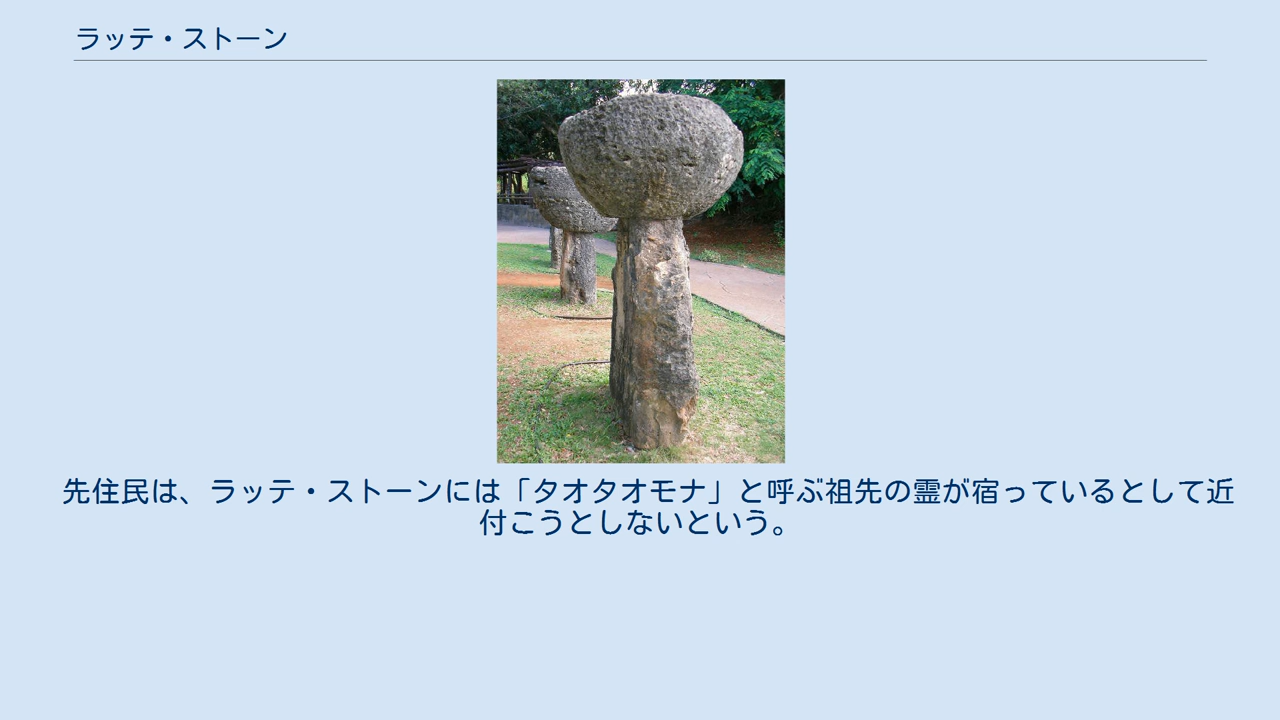 ラッテ・ストーン
先住民は、ラッテ・ストーンには「タオタオモナ」と呼ぶ祖先の霊が宿っているとして近
付こうとしないという。